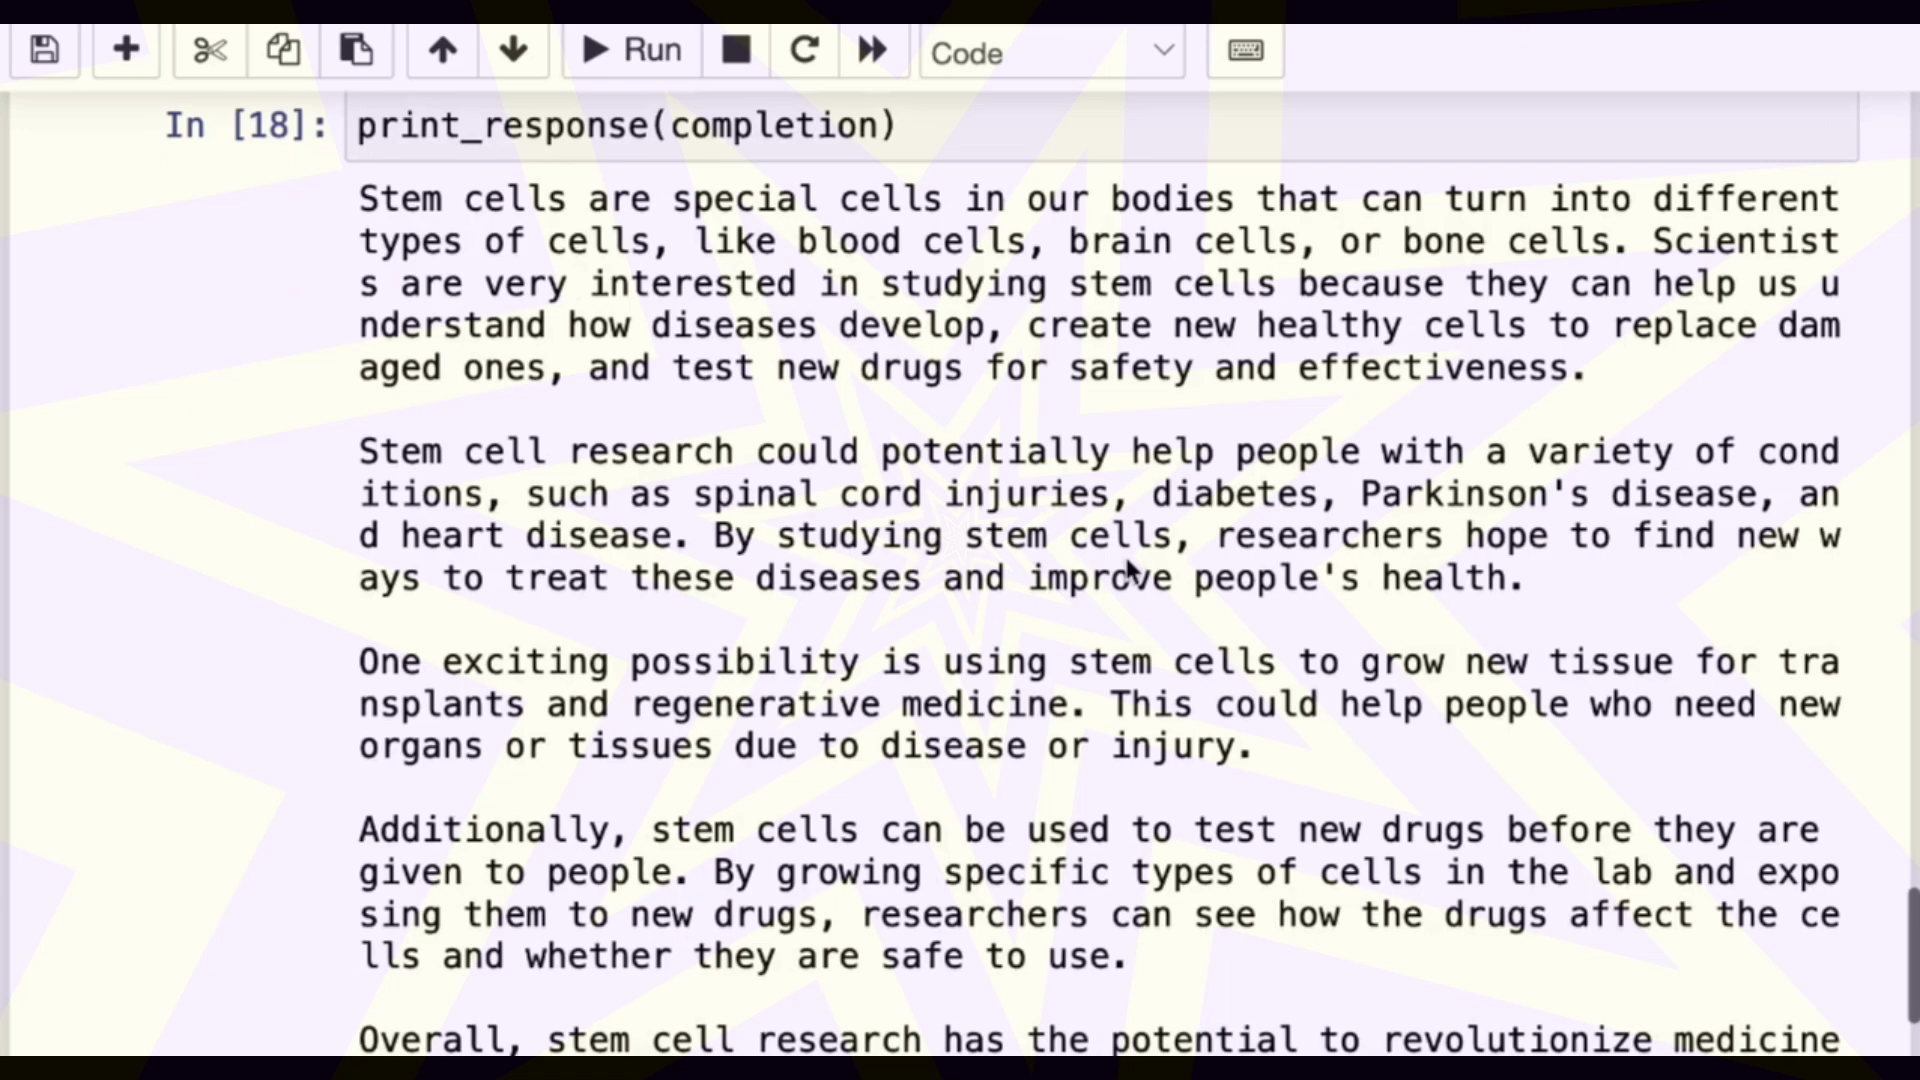 Run
Code
In [18]: print_response(completion)
Stem cells are special cells in our bodies that can turn into different
types of cells, like blood cells, brain cells, or bone cells. Scientist
s are very interested in studying stem cells because they can help us u
nderstand how diseases develop, create new healthy cells to replace dam
aged ones, and test new drugs for safety and effectiveness.
Stem cell research could potentially help people with a variety of cond
itions, such as spinal cord injuries, diabetes, Parkinson's disease, an
d heart disease. By studying stem cells, researchers hope to find new w
ays to treat these diseases and improve people's health.
One exciting possibility is using stem cells to grow new tissue for tra
nsplants and regenerative medicine. This could help people who need new
organs or tissues due to disease or injury.
Additionally, stem cells can be used to test new drugs before they are
given to people. By growing specific types of cells in the lab and expo
sing them to new drugs, researchers can see how the drugs affect the ce
lls and whether they are safe to use.
Overall, stem cell research has the potential to revolutionize medicine